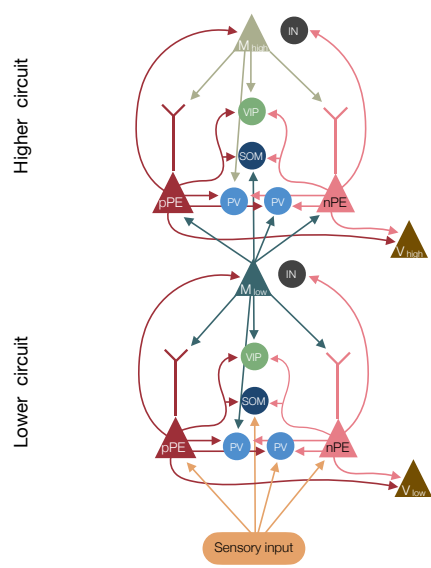 Higher circuit
IN
M high
VIP
SOM
pPE
PV
PV
nPE
V high
Lower circuit
M low
IN
VIP
SOM
pPE
PV
PV
nPE
V low
Sensory input